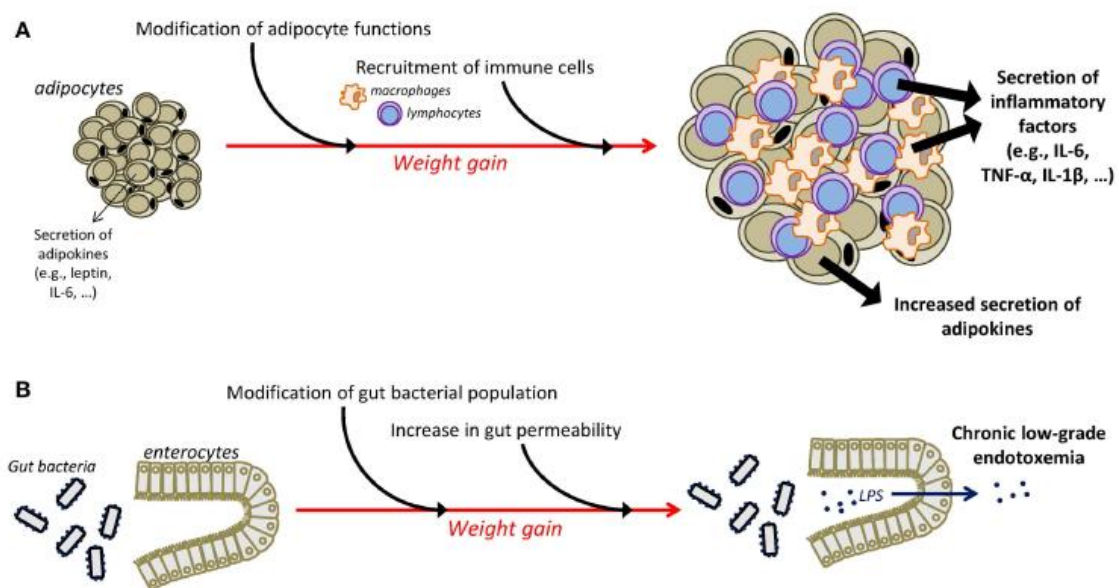 A
Modification of adipocyte functions
Recruitment of immune cells
adipocytes
macrophages
lymphocytes
Weight gain
Secretion of
adipokines
(e.g., leptin,
IL-6, ...)
Secretion of
inflammatory
factors
(e.g., IL-6,
TNF-α, IL-1β, ...)
Increased secretion of
adipokines
B
Modification of gut bacterial population
Increase in gut permeability
Gut bacteria
enterocytes
Weight gain
LPS
Chronic low-grade
endotoxemia